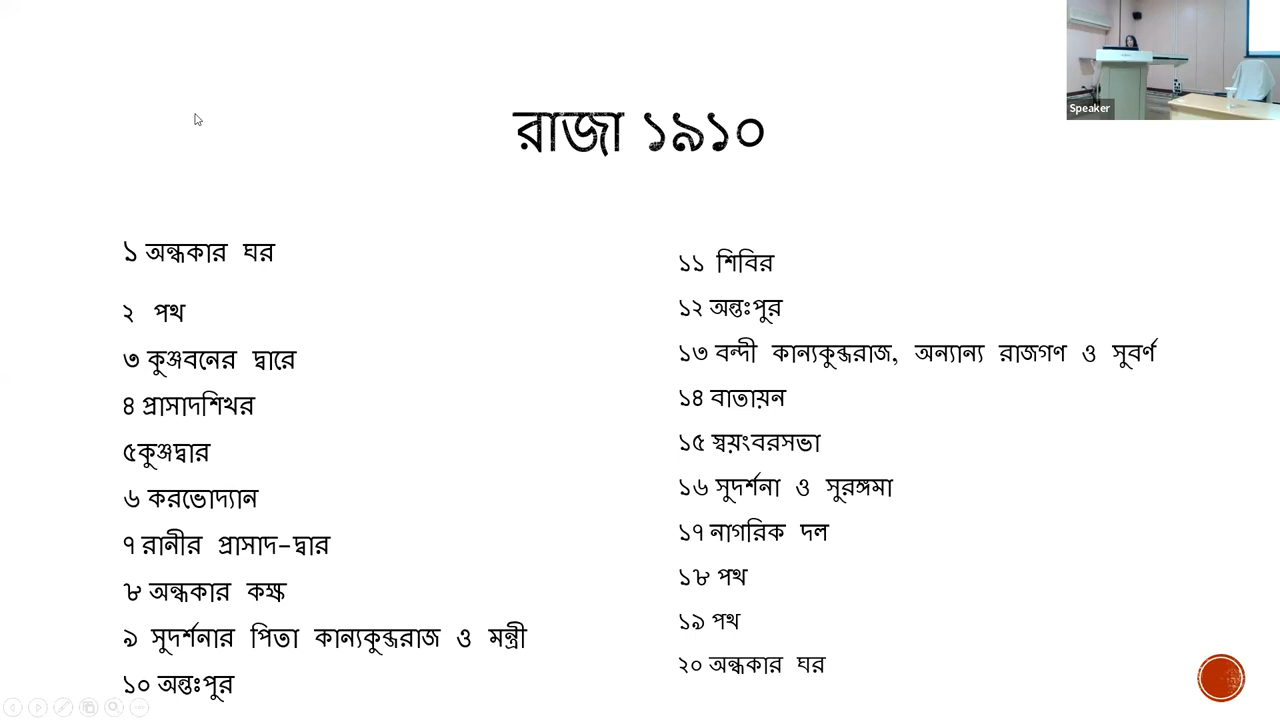 রাজা ১৯১০
১ অন্ধকার ঘর
২ পথ
৩ কুঞ্জবনের দ্বারে
৪ প্রাসাদশিখর
৫কুঞ্জদ্বার
৬ করভোদ্যান
৭ রানীর প্রাসাদ-দ্বার
৮ অন্ধকার কক্ষ
৯ সুদর্শনার পিতা কান্যকুব্জরাজ ও মন্ত্রী
১০ অন্তঃপুর
১১ শিবির
১২ অন্তঃপুর
১৩ বন্দী কান্যকুব্জরাজ, অন্যান্য রাজগণ ও সুবর্ণ
১৪ বাতায়ন
১৫ স্বয়ংবরসভা
১৬ সুদর্শনা ও সুরঙ্গমা
১৭ নাগরিক দল
১৮ পথ
১৯ পথ
২০ অন্ধকার ঘর
Speaker